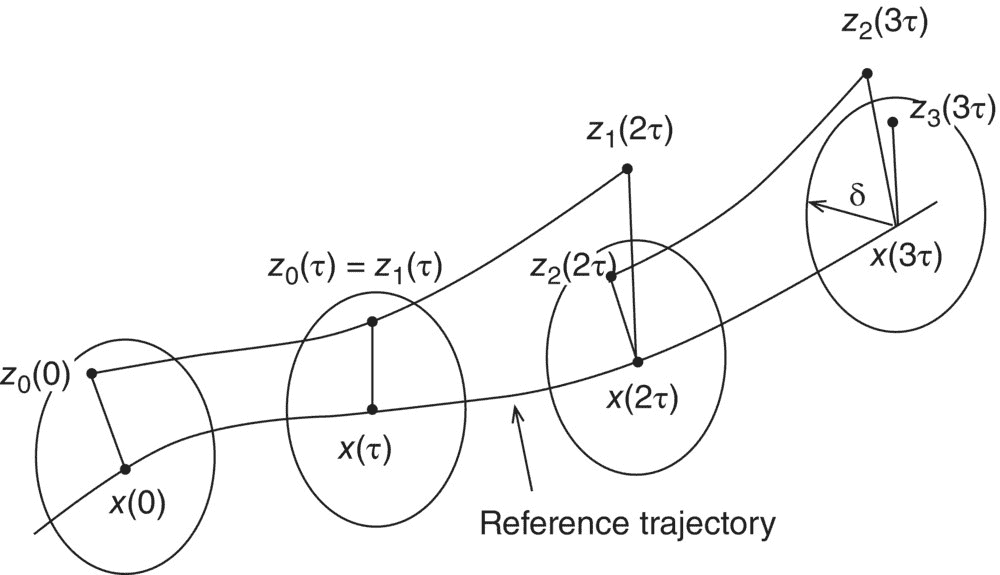 z₂(3τ)
z₃(3τ)
z₁(2τ)
δ
x(3τ)
z₀(τ) = z₁(τ)
z₂(2τ)
z₀(0)
x(2τ)
x(τ)
x(0)
Reference trajectory